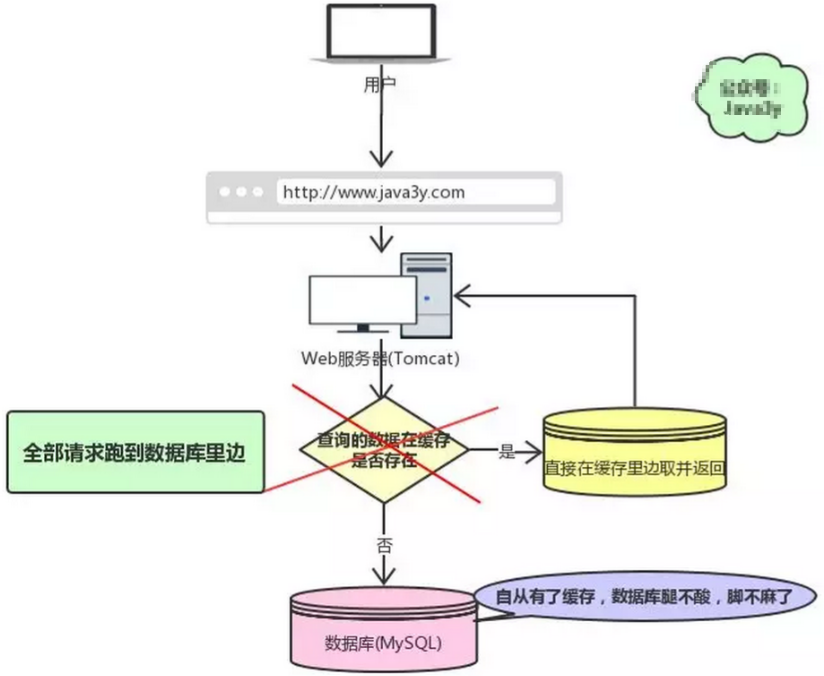 用户
公众号：
Java3y
http://www.java3y.com
Web服务器(Tomcat)
全部请求跑到数据库里边
查询的数据在缓存
是否存在
是
直接在缓存里边取并返回
否
自从有了缓存，数据库腿不酸，脚不麻了
数据库(MySQL)